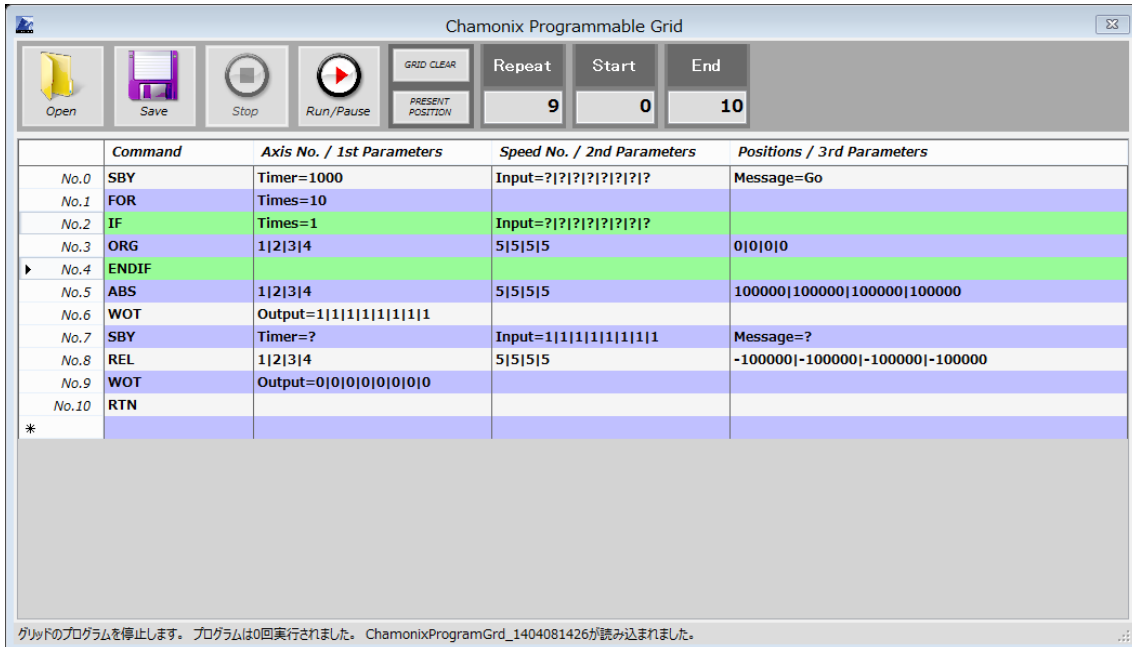 Chamonix Programmable Grid
Open
Save
Stop
Run/Pause
GRID CLEAR
PRESENT POSITION
Repeat Start End
9 0 10
Command Axis No. / 1st Parameters Speed No. / 2nd Parameters Positions / 3rd Parameters
No.0 SBY Timer=1000 Input=?|?|?|?|?|?|?|? Message=Go
No.1 FOR Times=10
No.2 IF Times=1 Input=?|?|?|?|?|?|?|?
No.3 ORG 1|2|3|4 5|5|5|5 0|0|0|0
No.4 ENDIF
No.5 ABS 1|2|3|4 5|5|5|5 100000|100000|100000|100000
No.6 WOT Output=1|1|1|1|1|1|1|1
No.7 SBY Timer=? Input=1|1|1|1|1|1|1|1 Message=?
No.8 REL 1|2|3|4 5|5|5|5 -100000|-100000|-100000|-100000
No.9 WOT Output=0|0|0|0|0|0|0|0
No.10 RTN
グリッドのプログラムを停止します。 プログラムは0回実行されました。 ChamonixProgramGrd_1404081426が読み込まれました。